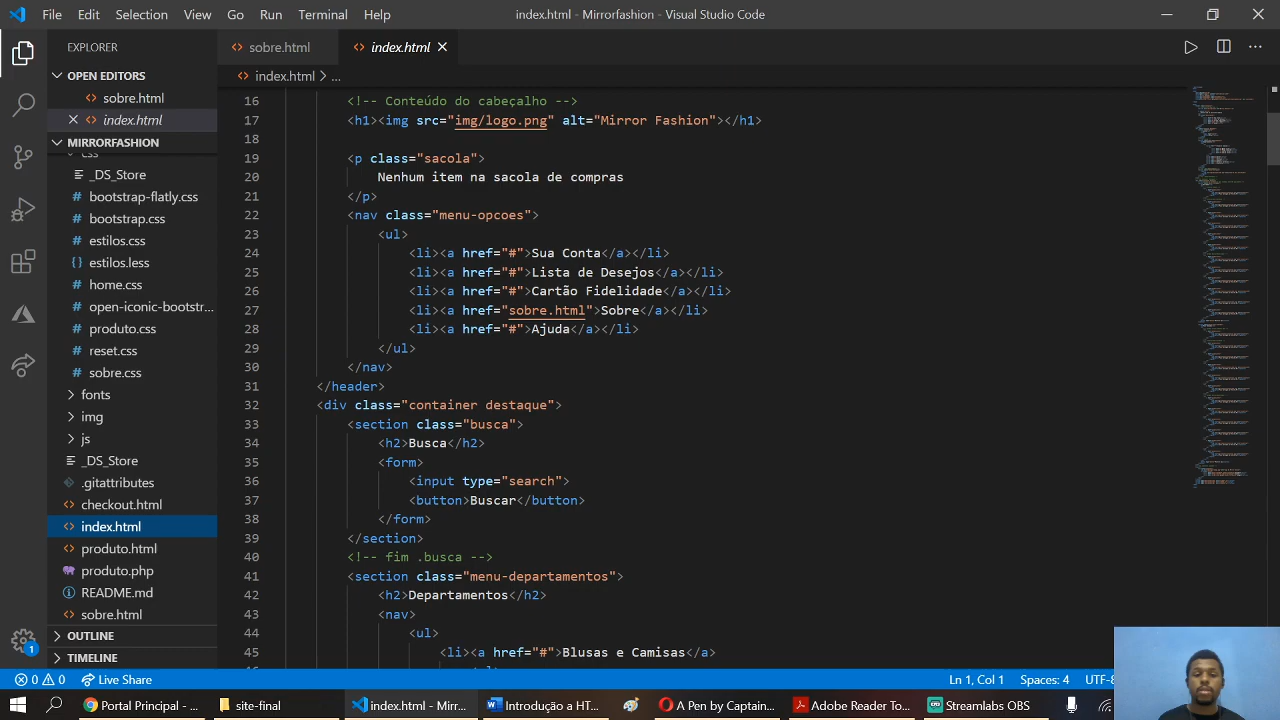 File Edit Selection View Go Run Terminal Help index.html - Mirrorfashion - Visual Studio Code
EXPLORER
OPEN EDITORS
sobre.html
index.html
MIRRORFASHION
css
_DS_Store
bootstrap-flatly.css
bootstrap.css
estilos.css
estilos.less
home.css
open-iconic-bootstr...
produto.css
reset.css
sobre.css
fonts
img
js
_DS_Store
.gitattributes
checkout.html
index.html
produto.html
produto.php
README.md
sobre.html
OUTLINE
TIMELINE
sobre.html index.html
index.html > ...
16 <!-- Conteúdo do cabeçalho -->
17 <h1><img src="img/logo.png" alt="Mirror Fashion"></h1>
18
19 <p class="sacola">
20 Nenhum item na sacola de compras
21 </p>
22 <nav class="menu-opcoes">
23 <ul>
24 <li><a href="#">Sua Conta</a></li>
25 <li><a href="#">Lista de Desejos</a></li>
26 <li><a href="#">Cartão Fidelidade</a></li>
27 <li><a href="sobre.html">Sobre</a></li>
28 <li><a href="#">Ajuda</a></li>
29 </ul>
30 </nav>
31 </header>
32 <div class="container destaque">
33 <section class="busca">
34 <h2>Busca</h2>
35 <form>
36 <input type="search">
37 <button>Buscar</button>
38 </form>
39 </section>
40 <!-- fim .busca -->
41 <section class="menu-departamentos">
42 <h2>Departamentos</h2>
43 <nav>
44 <ul>
45 <li><a href="#">Blusas e Camisas</a>
1
0 0 Live Share Ln 1, Col 1 Spaces: 4 UTF-8
Portal Principal - ... site-final index.html - Mirr... Introdução a HT... A Pen by Captain... Adobe Reader To... Streamlabs OBS